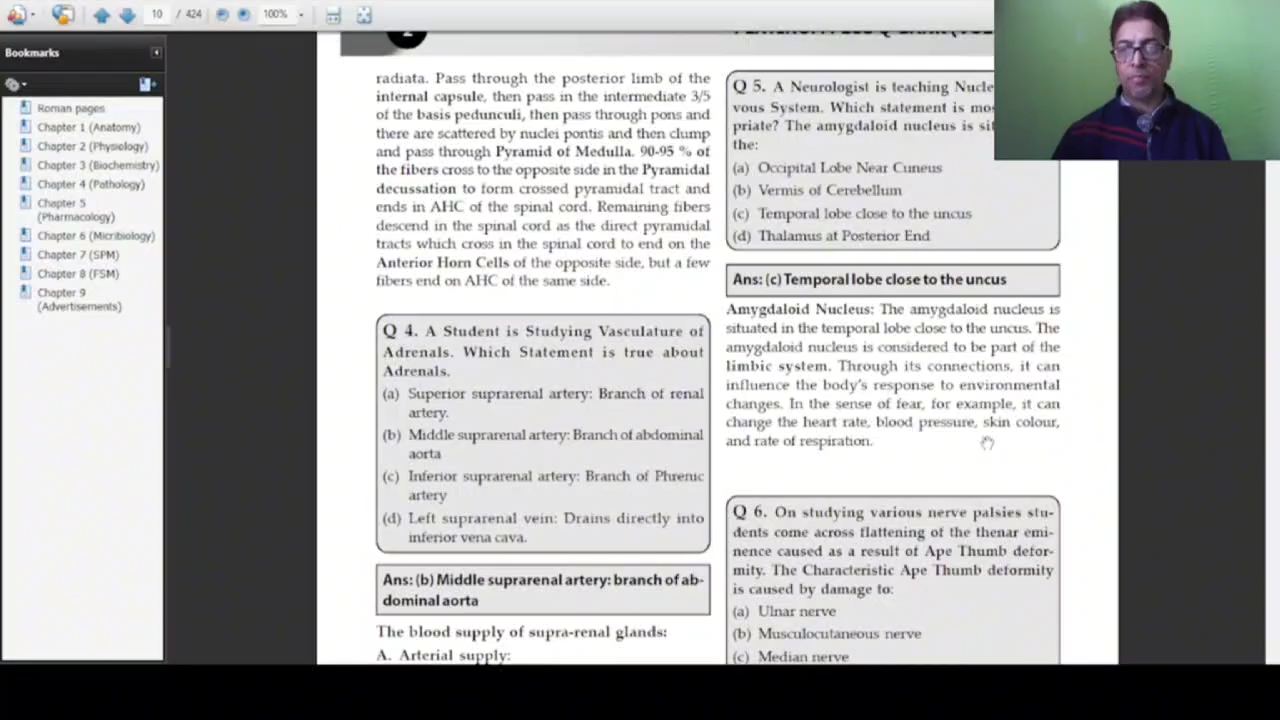 10 / 424
100%
Bookmarks
Roman pages
Chapter 1 (Anatomy)
Chapter 2 (Physiology)
Chapter 3 (Biochemistry)
Chapter 4 (Pathology)
Chapter 5
(Pharmacology)
Chapter 6 (Micribiology)
Chapter 7 (SPM)
Chapter 8 (FSM)
Chapter 9
(Advertisements)
radiata. Pass through the posterior limb of the
internal capsule, then pass in the intermediate 3/5
of the basis pedunculi, then pass through pons and
there are scattered by nuclei pontis and then clump
and pass through Pyramid of Medulla. 90-95 % of
the fibers cross to the opposite side in the Pyramidal
decussation to form crossed pyramidal tract and
ends in AHC of the spinal cord. Remaining fibers
descend in the spinal cord as the direct pyramidal
tracts which cross in the spinal cord to end on the
Anterior Horn Cells of the opposite side, but a few
fibers end on AHC of the same side.
Q 4. A Student is Studying Vasculature of
Adrenals. Which Statement is true about
Adrenals.
(a) Superior suprarenal artery: Branch of renal
artery.
(b) Middle suprarenal artery: Branch of abdominal
aorta
(c) Inferior suprarenal artery: Branch of Phrenic
artery
(d) Left suprarenal vein: Drains directly into
inferior vena cava.
Ans: (b) Middle suprarenal artery: branch of ab-
dominal aorta
The blood supply of supra-renal glands:
A. Arterial supply:
Q 5. A Neurologist is teaching Nucle
vous System. Which statement is mos
priate? The amygdaloid nucleus is sit
the:
(a) Occipital Lobe Near Cuneus
(b) Vermis of Cerebellum
(c) Temporal lobe close to the uncus
(d) Thalamus at Posterior End
Ans: (c) Temporal lobe close to the uncus
Amygdaloid Nucleus: The amygdaloid nucleus is
situated in the temporal lobe close to the uncus. The
amygdaloid nucleus is considered to be part of the
limbic system. Through its connections, it can
influence the body's response to environmental
changes. In the sense of fear, for example, it can
change the heart rate, blood pressure, skin colour,
and rate of respiration.
Q 6. On studying various nerve palsies stu-
dents come across flattening of the thenar emi-
nence caused as a result of Ape Thumb defor-
mity. The Characteristic Ape Thumb deformity
is caused by damage to:
(a) Ulnar nerve
(b) Musculocutaneous nerve
(c) Median nerve